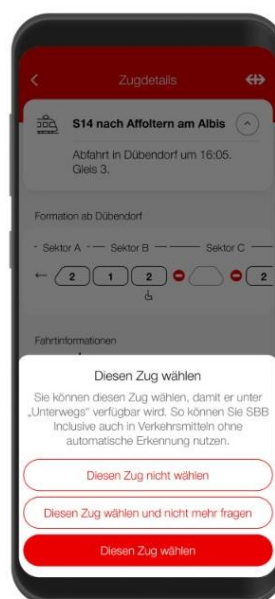 Zugdetails
S14 nach Affoltern am Albis
Abfahrt in Dübendorf um 16:05.
Gleis 3.
Formation ab Dübendorf
Sektor A Sektor B Sektor C
2 1 2 2
Fahrtinformationen
Diesen Zug wählen
Sie können diesen Zug wählen, damit er unter
„Unterwegs“ verfügbar wird. So können Sie SBB
Inclusive auch in Verkehrsmitteln ohne
automatische Erkennung nutzen.
Diesen Zug nicht wählen
Diesen Zug wählen und nicht mehr fragen
Diesen Zug wählen